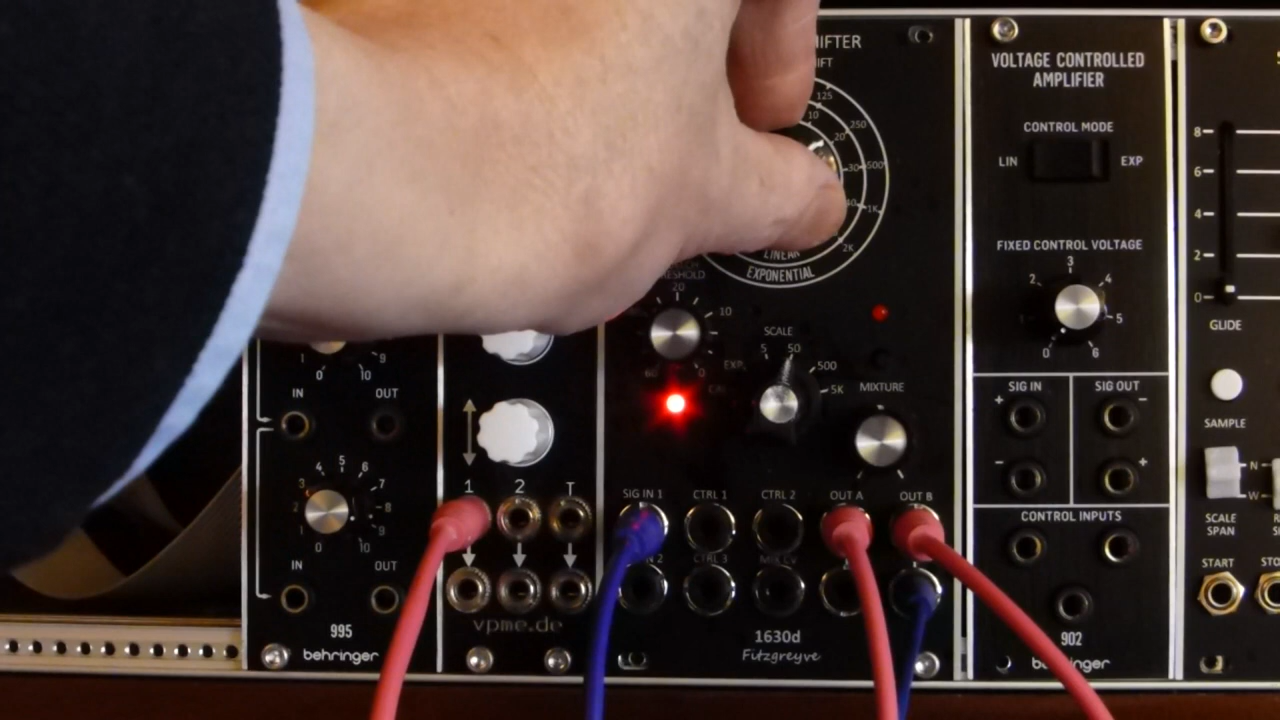 IFTER
IFT
125
10
250
20
30
500
1K
2K
LINEAR
EXPONENTIAL
VOLTAGE CONTROLLED
AMPLIFIER
CONTROL MODE
LIN
EXP
FIXED CONTROL VOLTAGE
3
2
4
1
5
0
6
SIG IN
SIG OUT
+
−
−
+
CONTROL INPUTS
902
behringer
8
6
4
2
0
GLIDE
SAMPLE
N
W
SCALE
SPAN
START
20
10
60
0
EXP.
SCALE
5
50
500
5K
MIXTURE
SIG IN 1
CTRL 1
CTRL 2
OUT A
OUT B
CTRL 3
1630d
Fitzgreyve
1
2
T
vpme.de
1
9
0
10
IN
OUT
5
4
6
3
7
2
8
1
9
0
10
IN
OUT
995
behringer